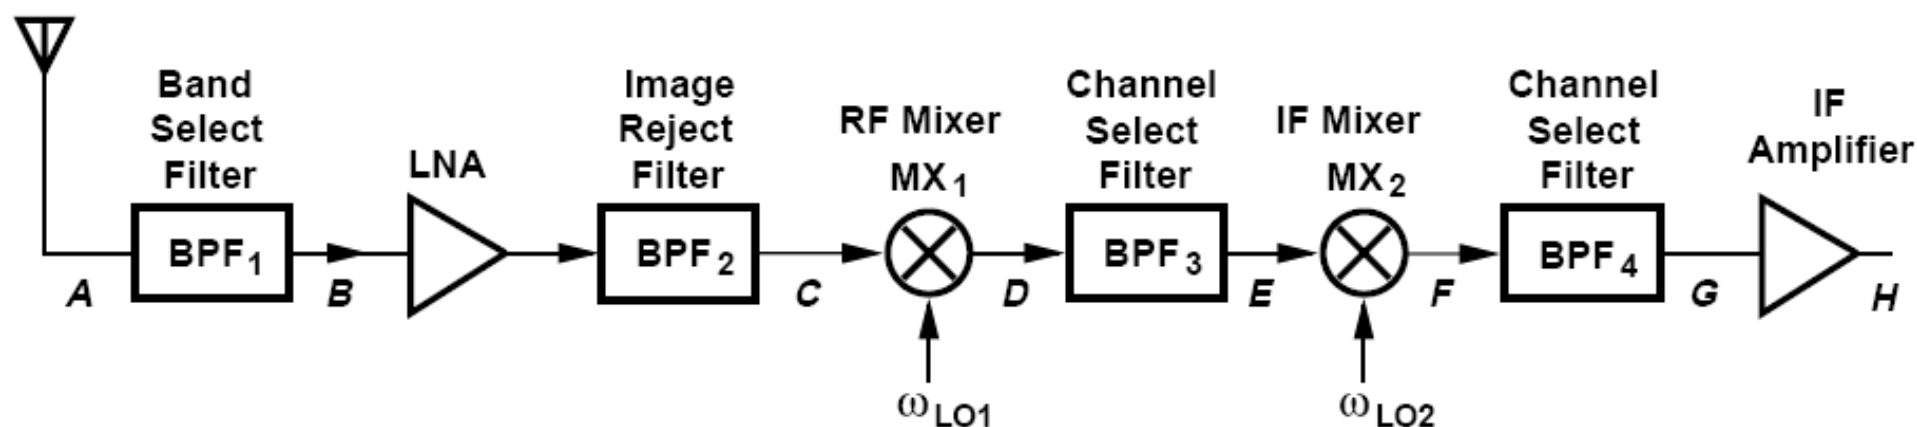 Band
Select
Filter
LNA
Image
Reject
Filter
RF Mixer
MX1
Channel
Select
Filter
IF Mixer
MX2
Channel
Select
Filter
IF
Amplifier
BPF1
BPF2
BPF3
BPF4
A
B
C
D
E
F
G
H
ωLO1
ωLO2